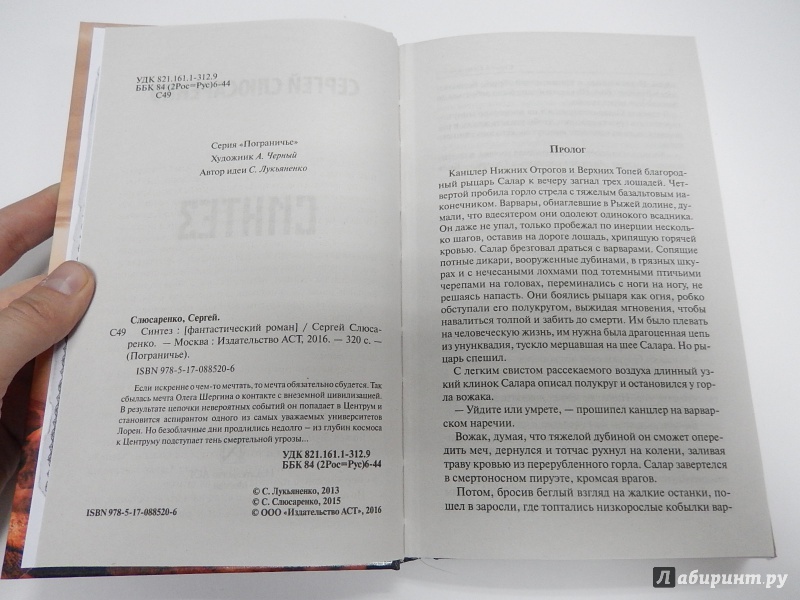 УДК 821.161.1-312.9
ББК 84 (2Рос=Рус)6-44
С49
Серия «Пограничье»
Художник А. Черный
Автор идеи С. Лукьяненко
Слюсаренко, Сергей.
С49 Синтез : [фантастический роман] / Сергей Слюса-
ренко. — Москва : Издательство АСТ, 2016. — 320 с. —
(Пограничье).
ISBN 978-5-17-088520-6
Если искренне о чем-то мечтать, то мечта обязательно сбудется. Так
сбылась мечта Олега Шергина о контакте с внеземной цивилизацией.
В результате цепочки невероятных событий он попадает в Центрум и
становится аспирантом одного из самых уважаемых университетов
Лореи. Но безоблачные дни продлились недолго — из глубин космоса
к Центруму подступает тень смертельной угрозы...
УДК 821.161.1-312.9
ББК 84 (2Рос=Рус)6-44
© С. Лукьяненко, 2013
© С. Слюсаренко, 2015
ISBN 978-5-17-088520-6 © ООО «Издательство АСТ», 2016
Пролог
Канцлер Нижних Отрогов и Верхних Топей благород-
ный рыцарь Салар к вечеру загнал трех лошадей. Чет-
вертой пробила горло стрела с тяжелым базальтовым на-
конечником. Варвары, обнаглевшие в Рыжей долине, ду-
мали, что вдесятером они одолеют одинокого всадника.
Он даже не упал, только пробежал по инерции несколь-
ко шагов, оставив на дороге лошадь, хрипящую горячей
кровью. Салар брезговал драться с варварами. Сопящие
потные дикари, вооруженные дубинами, в грязных шку-
рах и с нечесаными лохмами под тотемными птичьими
черепами на головах, переминались с ноги на ногу, не
решаясь напасть. Они боялись рыцаря как огня, робко
обступали его полукругом, выжидая мгновения, чтобы
навалиться толпой и забить до смерти. Им было плевать
на человеческую жизнь, им нужна была драгоценная цепь
из унунквадия, тускло мерцавшая на шее Салара. Но ры-
царь спешил.
С легким свистом рассекаемого воздуха длинный уз-
кий клинок Салара описал полукруг и остановился у гор-
ла вожака.
— Уйдите или умрете, — прошипел канцлер на варвар-
ском наречии.
Вожак, думая, что тяжелой дубиной он сможет опере-
дить меч, дернулся и тотчас рухнул на колени, заливая
траву кровью из перерубленного горла. Салар завертелся
в смертоносном пируэте, кромсая врагов.
Потом, бросив беглый взгляд на жалкие останки, по-
шел в заросли, где топтались низкорослые кобылки вар-
Лабиринт.ру